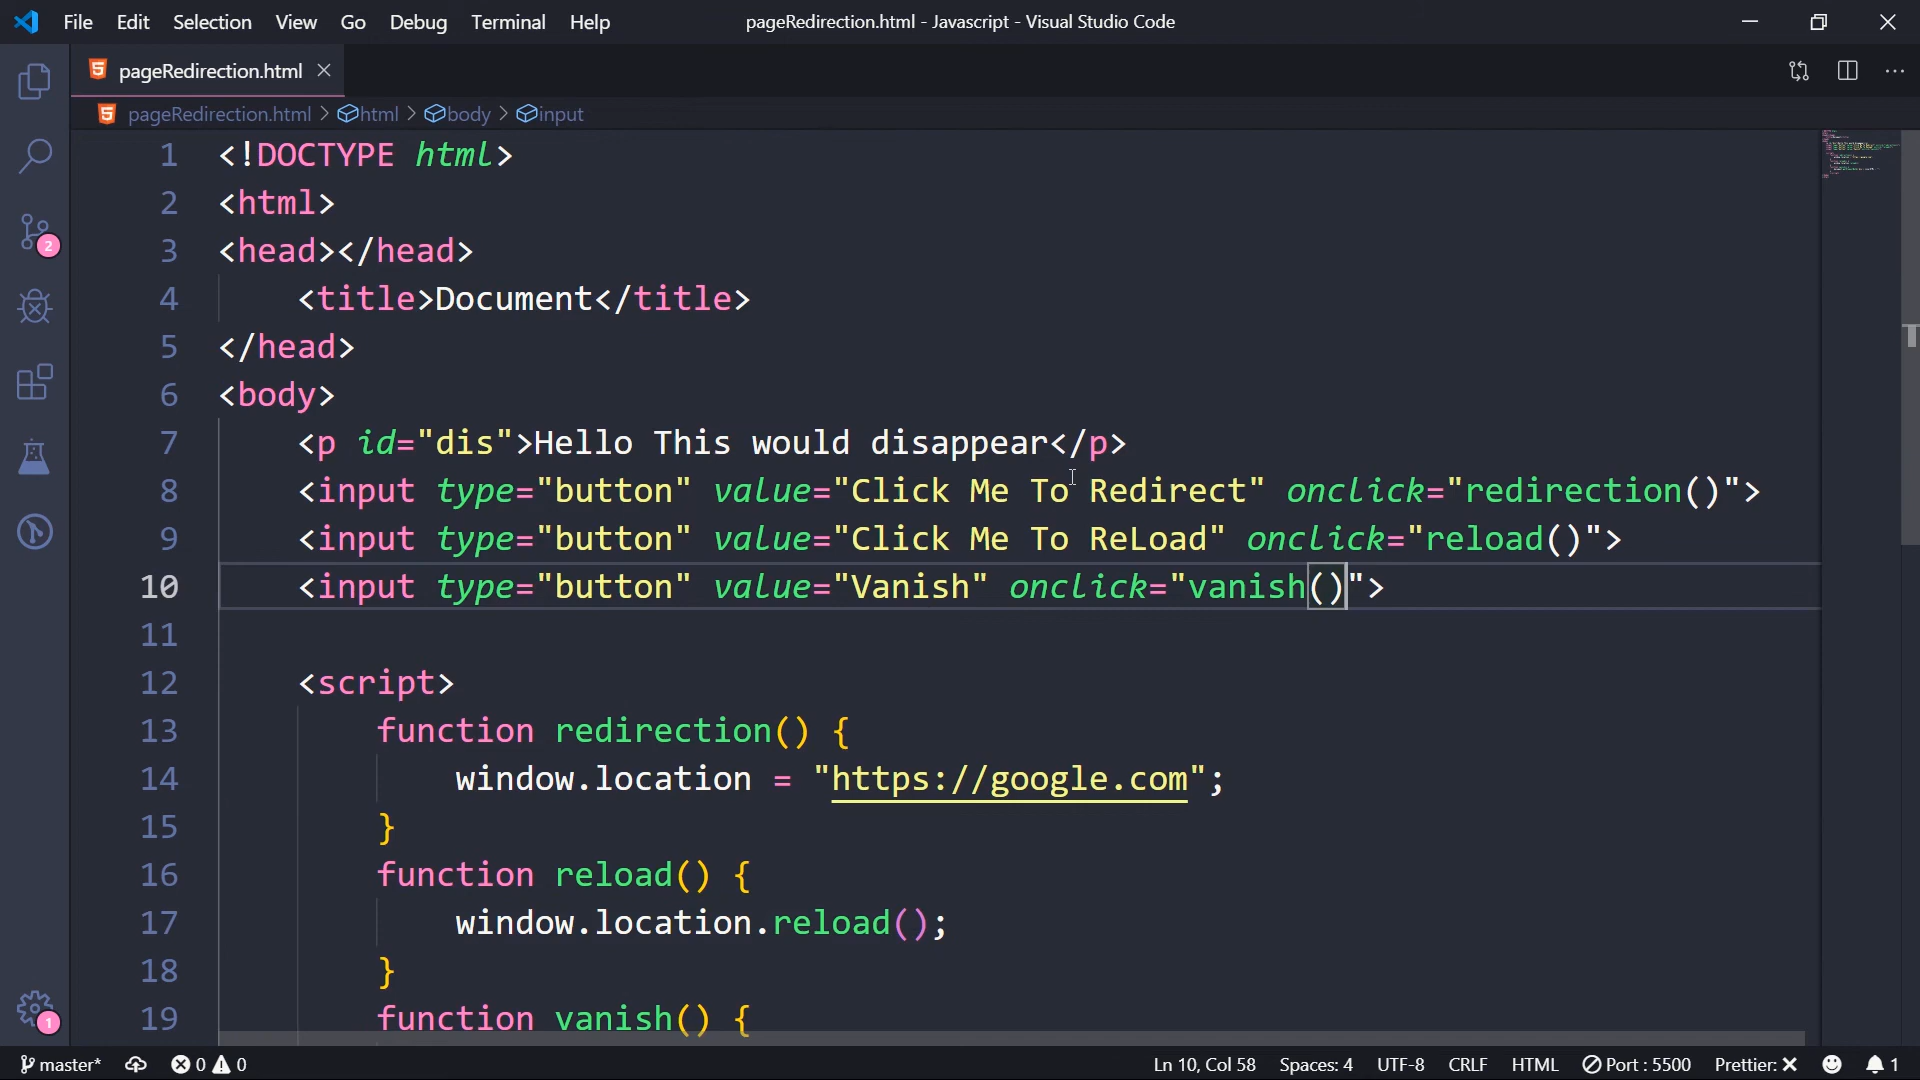 File Edit Selection View Go Debug Terminal Help pageRedirection.html - Javascript - Visual Studio Code
pageRedirection.html
pageRedirection.html > html > body > input
1 <!DOCTYPE html>
2 <html>
3 <head></head>
4 <title>Document</title>
5 </head>
6 <body>
7 <p id="dis">Hello This would disappear</p>
8 <input type="button" value="Click Me To Redirect" onclick="redirection()">
9 <input type="button" value="Click Me To ReLoad" onclick="reload()">
10 <input type="button" value="Vanish" onclick="vanish()">
11
12 <script>
13 function redirection() {
14 window.location = "https://google.com";
15 }
16 function reload() {
17 window.location.reload();
18 }
19 function vanish() {
2
1
master* 0 0 Ln 10, Col 58 Spaces: 4 UTF-8 CRLF HTML Port : 5500 Prettier: 1